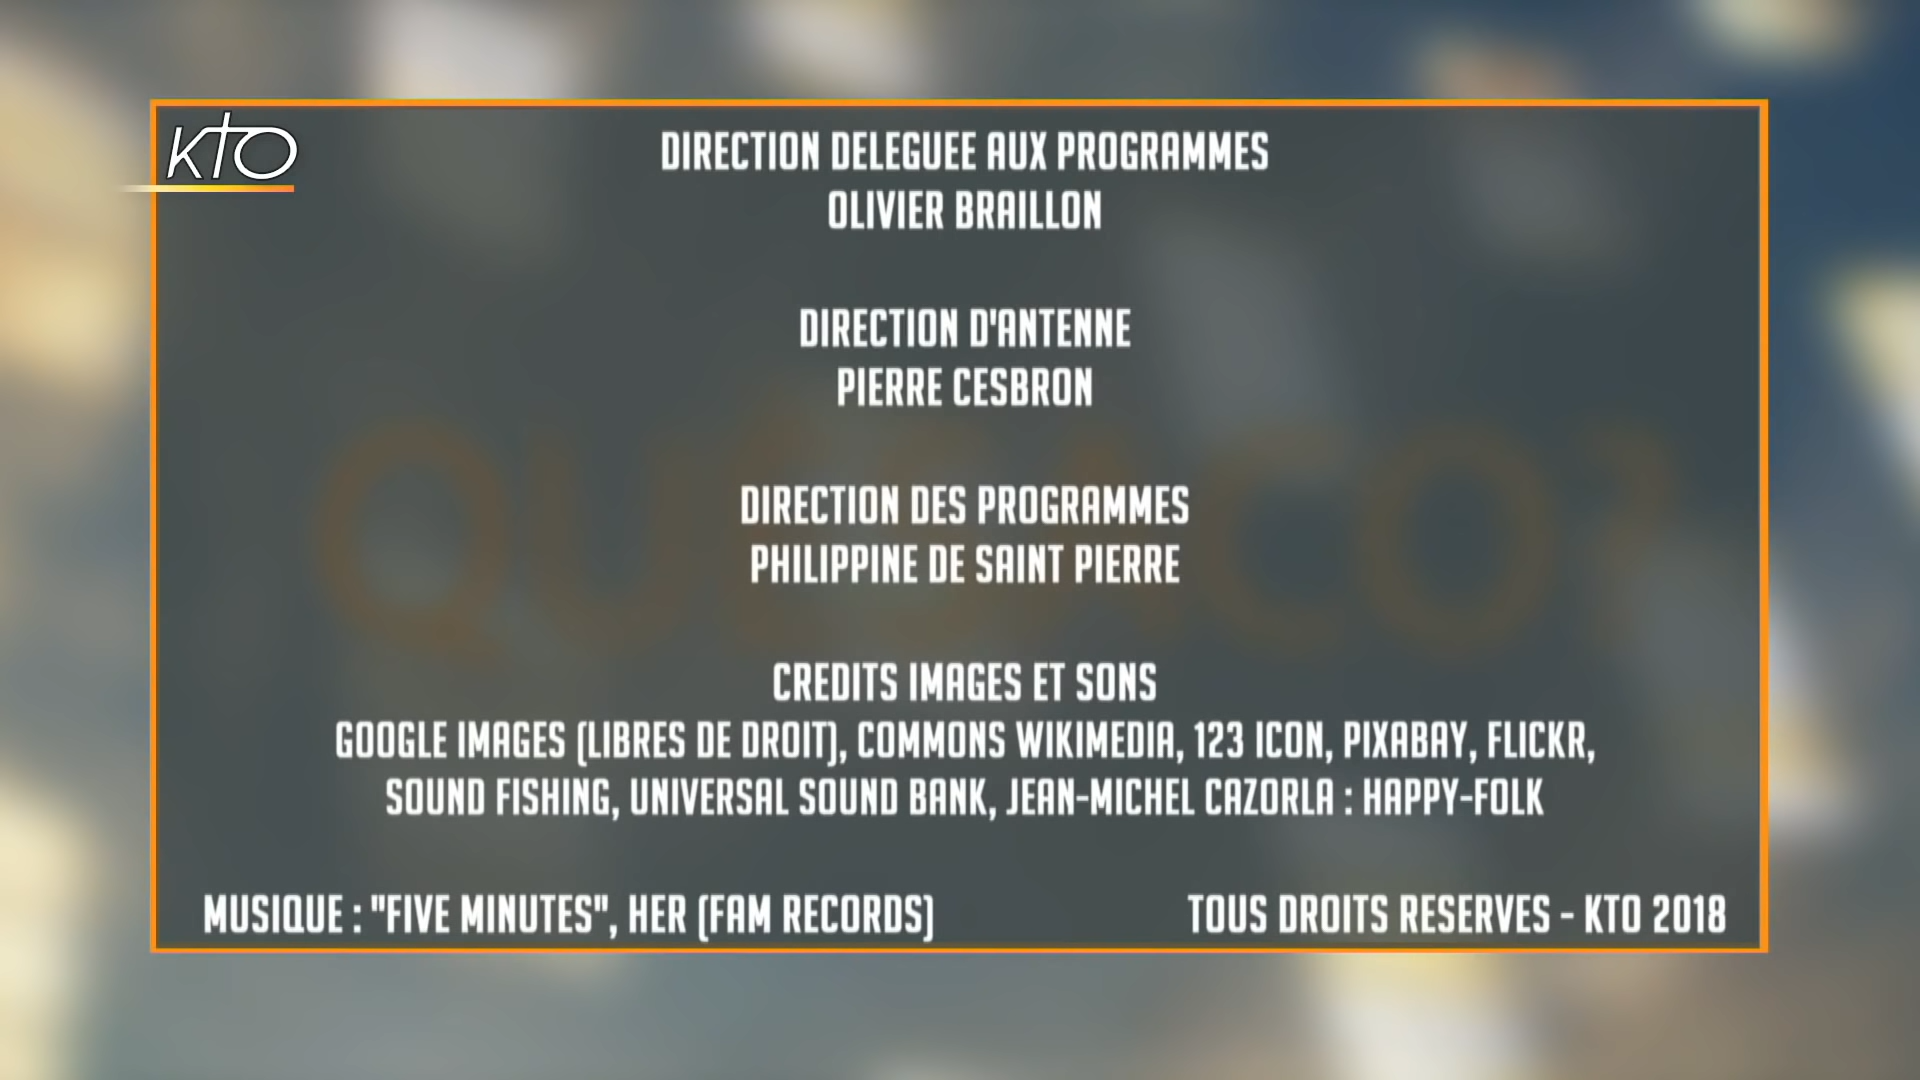 KTO
DIRECTION DELEGUEE AUX PROGRAMMES
OLIVIER BRAILLON
DIRECTION D'ANTENNE
PIERRE CESBRON
QUÉSACO?
DIRECTION DES PROGRAMMES
PHILIPPINE DE SAINT PIERRE
CREDITS IMAGES ET SONS
GOOGLE IMAGES (LIBRES DE DROIT), COMMONS WIKIMEDIA, 123 ICON, PIXABAY, FLICKR,
SOUND FISHING, UNIVERSAL SOUND BANK, JEAN-MICHEL CAZORLA : HAPPY-FOLK
MUSIQUE : "FIVE MINUTES", HER (FAM RECORDS)
TOUS DROITS RESERVES - KTO 2018